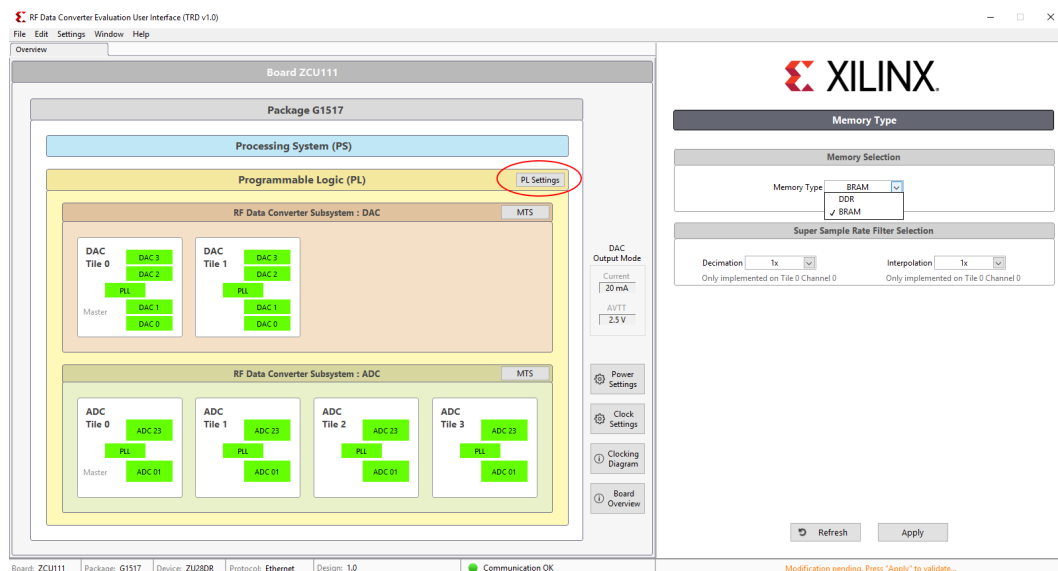 RF Data Converter Evaluation User Interface (TRD v1.0)
File Edit Settings Window Help
Overview
Board ZCU111
Package G1517
Processing System (PS)
Programmable Logic (PL)
PL Settings
RF Data Converter Subsystem : DAC
MTS
DAC
Tile 0
DAC 3
DAC 2
PLL
Master
DAC 1
DAC 0
DAC
Tile 1
DAC 3
DAC 2
PLL
DAC 1
DAC 0
RF Data Converter Subsystem : ADC
MTS
ADC
Tile 0
ADC 23
PLL
Master
ADC 01
ADC
Tile 1
ADC 23
PLL
ADC 01
ADC
Tile 2
ADC 23
PLL
ADC 01
ADC
Tile 3
ADC 23
PLL
ADC 01
DAC
Output Mode
Current
20 mA
AVTT
2.5 V
Power
Settings
Clock
Settings
Clocking
Diagram
Board
Overview
XILINX.
Memory Type
Memory Selection
Memory Type BRAM
DDR
✓ BRAM
Super Sample Rate Filter Selection
Decimation 1x
Interpolation 1x
Only implemented on Tile 0 Channel 0
Only implemented on Tile 0 Channel 0
Refresh
Apply
Board: ZCU111 Package: G1517 Device: ZU28DR Protocol: Ethernet Design: 1.0 Communication OK
Modification pending. Press "Apply" to validate...